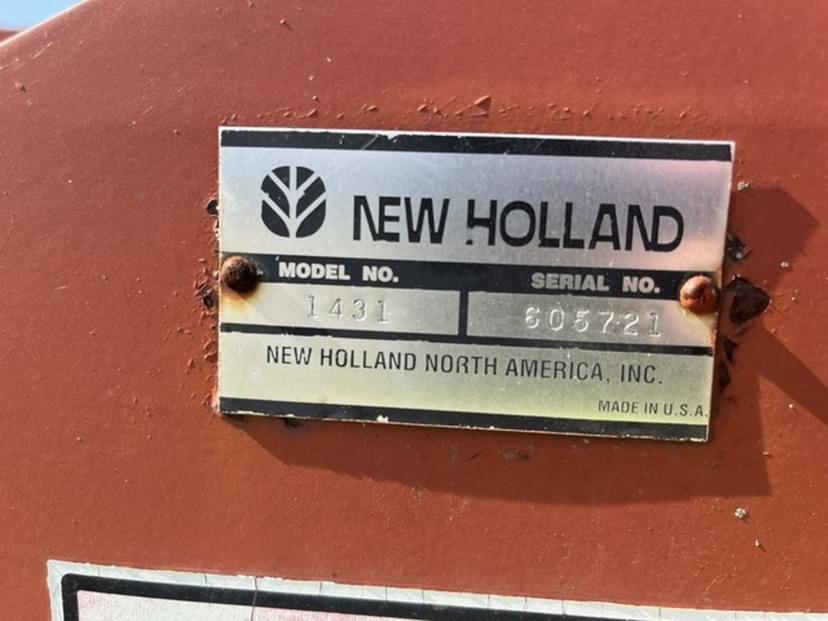 NEW HOLLAND
MODEL NO. SERIAL NO.
1431 605721
NEW HOLLAND NORTH AMERICA, INC.
MADE IN U.S.A.